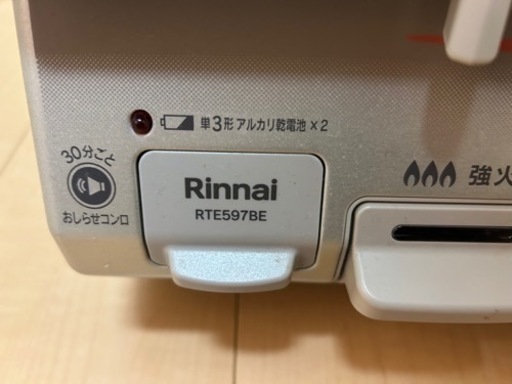 単3形 アルカリ乾電池×2
30分ごと
おしらせコンロ
Rinnai
RTE597BE
強火